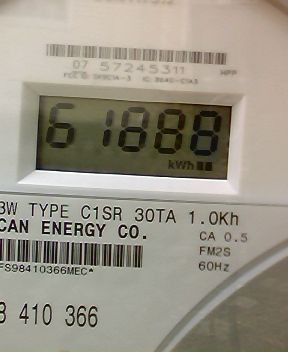 07 57245311
61888
kWh
3W TYPE C1SR 30TA 1.0Kh
CAN ENERGY CO.
CA 0.5
FM2S
FS98410366MEC*
60Hz
410 366